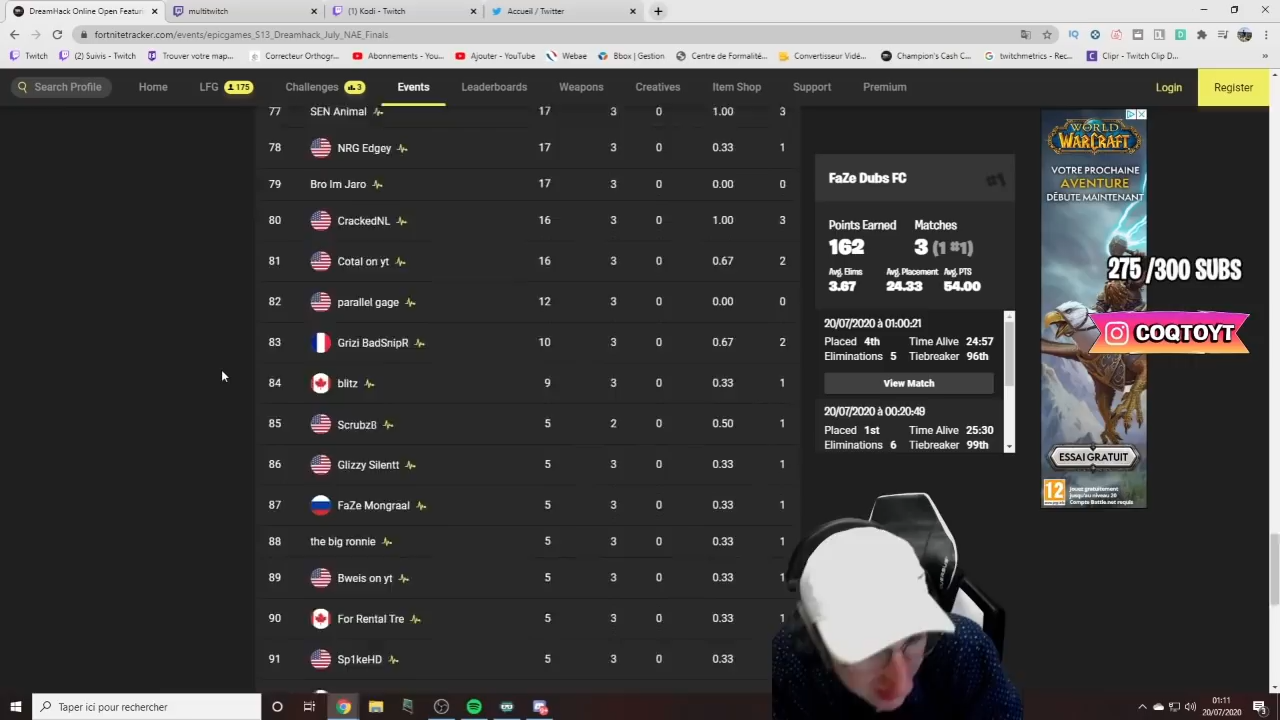 DreamHack Online Open Featur × multitwitch × (1) Kodi - Twitch × Accueil / Twitter ×
fortnitetracker.com/events/epicgames_S13_Dreamhack_July_NAE_Finals
Twitch (2) Suivis - Twitch Trouver votre map... Correcteur Orthogr... Abonnements - You... Ajout - YouTube Webae Bbox | Gestion Centre de Formalité... Convertisseur Vidé... Champion's Cash C... twitchmetrics - Rec... Clipr - Twitch Clip D...
Search Profile Home LFG 175 Challenges 3 Events Leaderboards Weapons Creatives Item Shop Support Premium Login Register
77 SEN Animal 17 3 0 1.00 3
78 NRG Edgey 17 3 0 0.33 1
79 Bro Im Jaro 17 3 0 0.00 0
80 CrackedNL 16 3 0 1.00 3
81 Cotal on yt 16 3 0 0.67 2
82 parallel gage 12 3 0 0.00 0
83 Grizi BadSnipR 10 3 0 0.67 2
84 blitz 9 3 0 0.33 1
85 ScrubzB 5 2 0 0.50 1
86 Glizzy Silentt 5 3 0 0.33 1
87 FaZe 5 3 0 0.33 1
88 the big ronnie 5 3 0 0.33 1
89 Bweis on yt 5 3 0 0.33 1
90 For Rental Tre 5 3 0 0.33 1
91 Sp1keHD 5 3 0 0.33
FaZe Dubs FC #1
Points Earned Matches
162 3 (1 #1)
Avg. Elims Avg. Placement Avg. PTS
3.67 24.33 54.00
20/07/2020 à 01:00:21
Placed 4th Time Alive 24:57
Eliminations 5 Tiebreaker 96th
View Match
20/07/2020 à 00:20:49
Placed 1st Time Alive 25:30
Eliminations 6 Tiebreaker 99th
WORLD
WARCRAFT
VOTRE PROCHAINE
AVENTURE
DÉBUTE MAINTENANT
275 /300 SUBS
COQTOYT
ESSAI GRATUIT
12
Jouez gratuitement
jusqu'au niveau 20
Compte Battle.net requis
Taper ici pour rechercher
01:11
20/07/2020